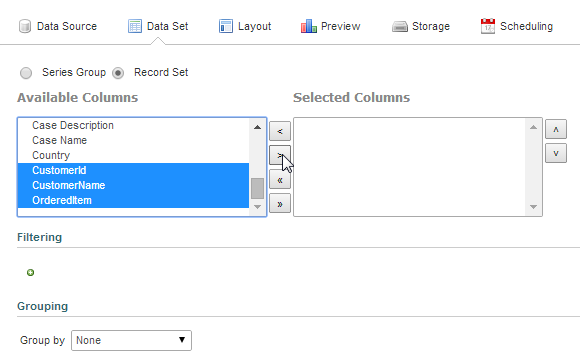 Data Source Data Set Layout Preview Storage Scheduling
Series Group Record Set
Available Columns Selected Columns
Case Description
Case Name
Country
CustomerId
CustomerName
OrderedItem
< 
>
«
»
˄
˅
Filtering
Grouping
Group by None